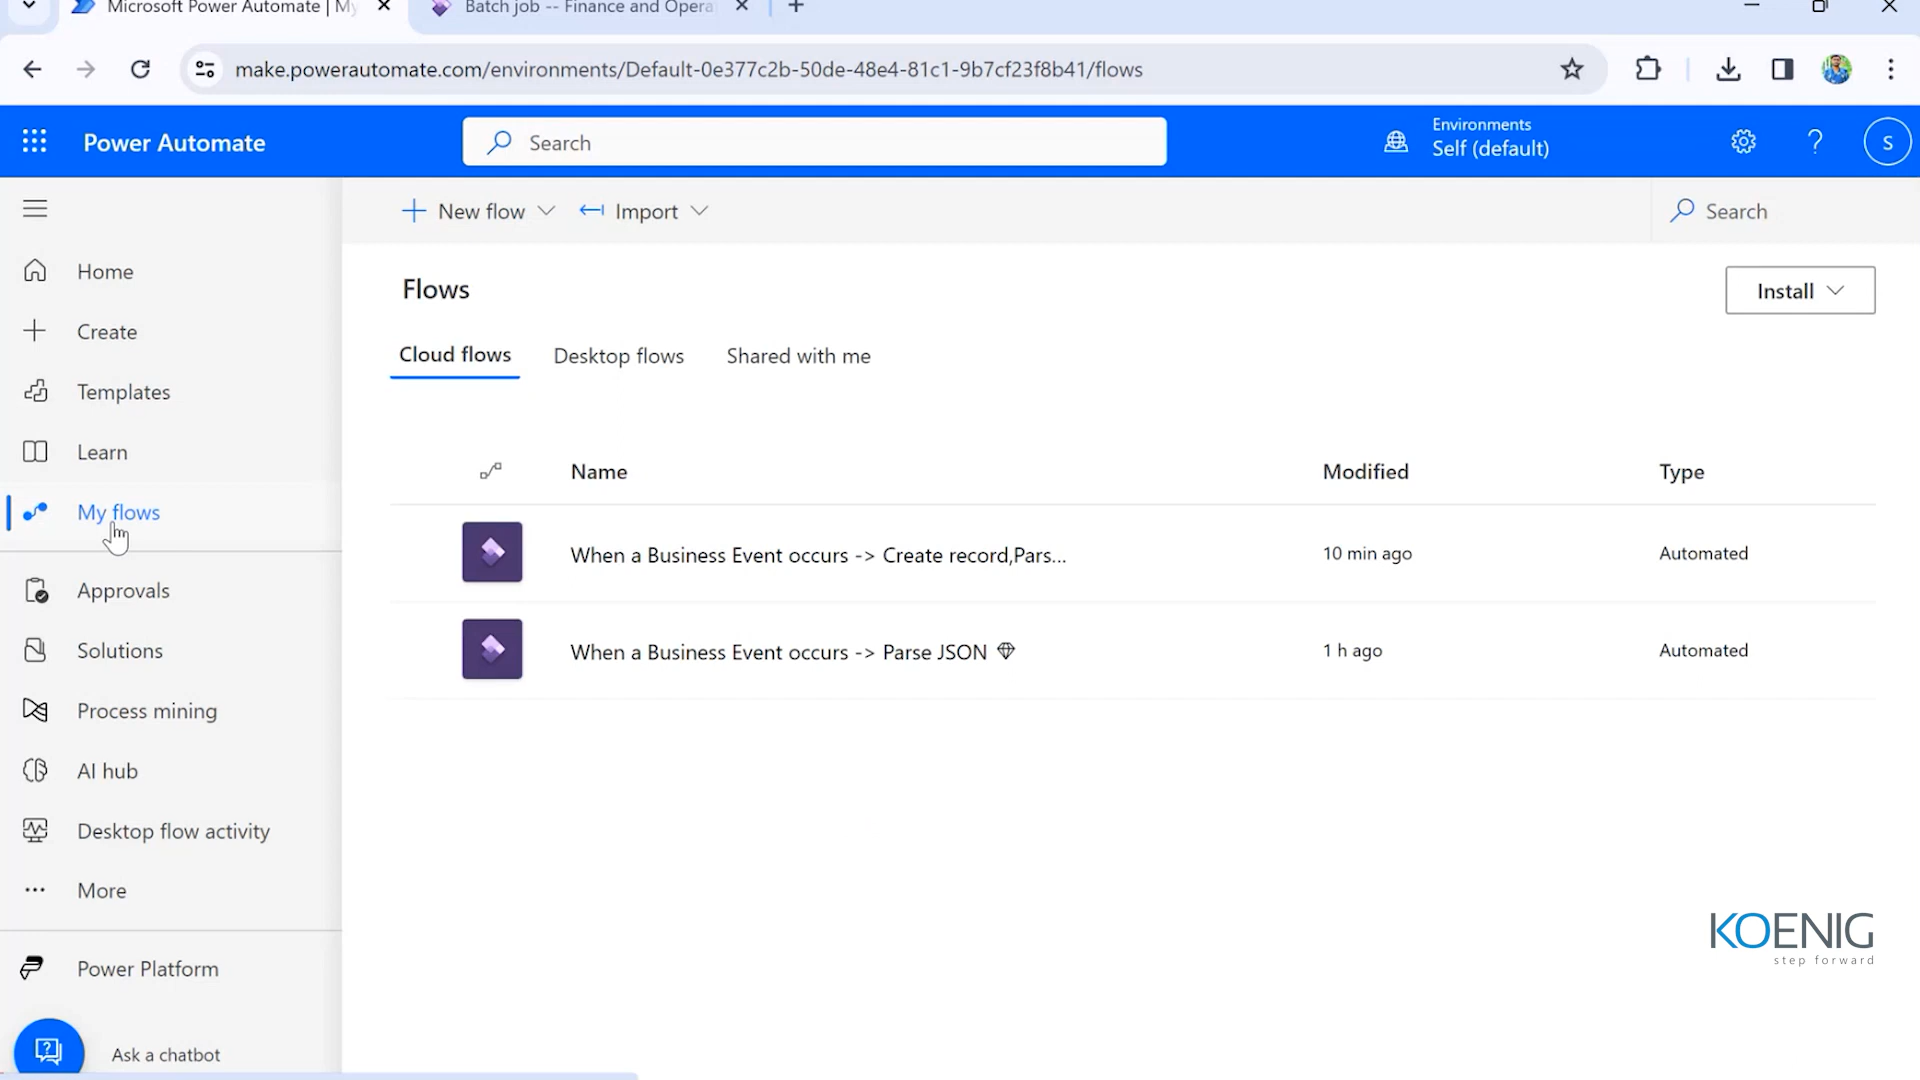 Microsoft Power Automate | My
Batch job -- Finance and Opera
make.powerautomate.com/environments/Default-0e377c2b-50de-48e4-81c1-9b7cf23f8b41/flows
Power Automate
Search
Environments
Self (default)
?
S
New flow
Import
Search
Home
Create
Templates
Learn
My flows
Approvals
Solutions
Process mining
AI hub
Desktop flow activity
More
Power Platform
Ask a chatbot
Flows
Install
Cloud flows
Desktop flows
Shared with me
Name
Modified
Type
When a Business Event occurs -> Create record,Pars...
10 min ago
Automated
When a Business Event occurs -> Parse JSON
1 h ago
Automated
KOENIG
step forward